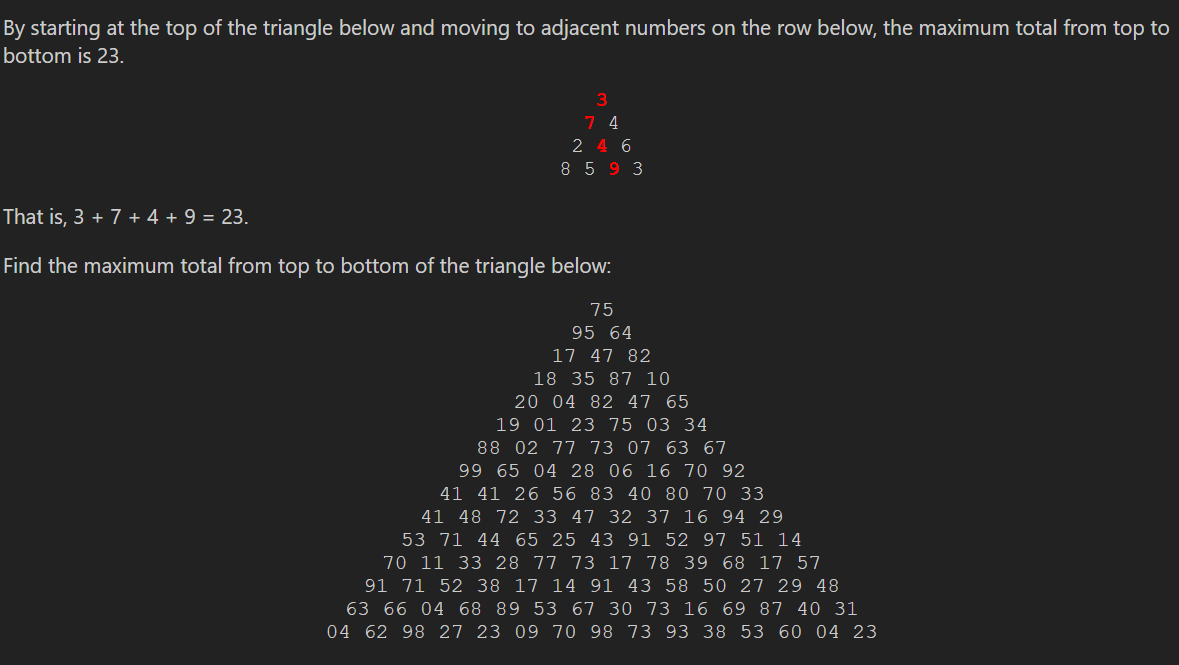 By starting at the top of the triangle below and moving to adjacent numbers on the row below, the maximum total from top to
bottom is 23.
3
7 4
2 4 6
8 5 9 3
That is, 3 + 7 + 4 + 9 = 23.
Find the maximum total from top to bottom of the triangle below:
75
95 64
17 47 82
18 35 87 10
20 04 82 47 65
19 01 23 75 03 34
88 02 77 73 07 63 67
99 65 04 28 06 16 70 92
41 41 26 56 83 40 80 70 33
41 48 72 33 47 32 37 16 94 29
53 71 44 65 25 43 91 52 97 51 14
70 11 33 28 77 73 17 78 39 68 17 57
91 71 52 38 17 14 91 43 58 50 27 29 48
63 66 04 68 89 53 67 30 73 16 69 87 40 31
04 62 98 27 23 09 70 98 73 93 38 53 60 04 23